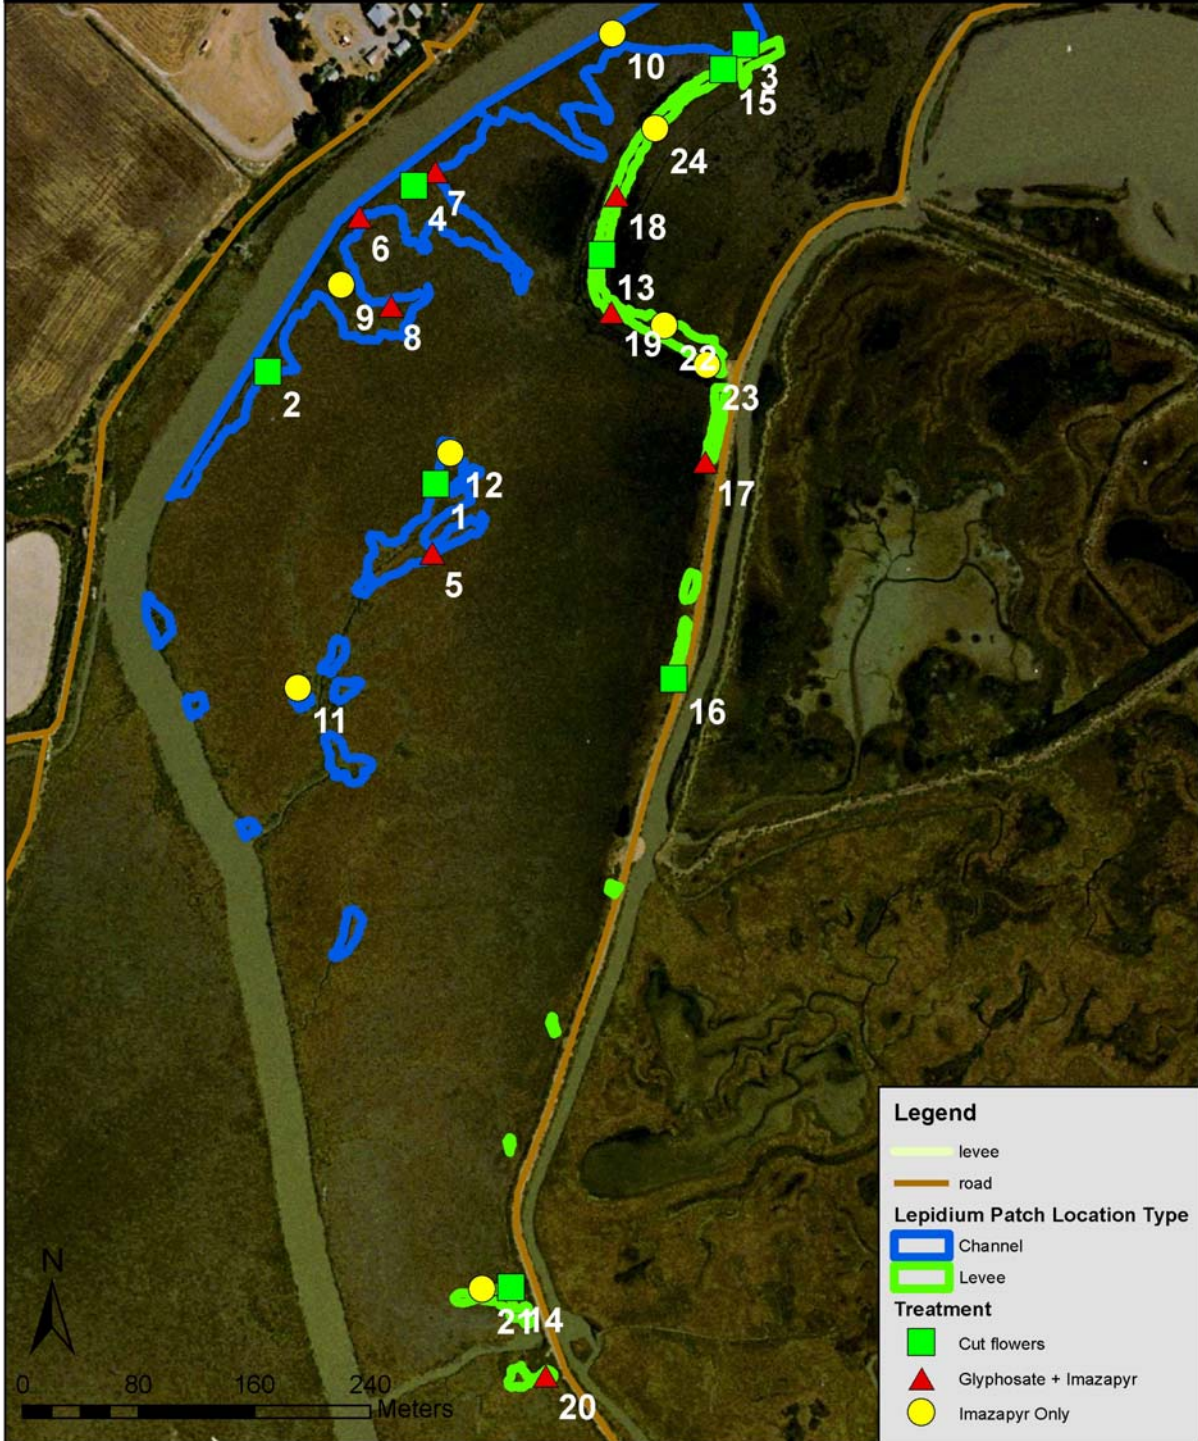 10
3
15
24
4
7
18
6
13
9
8
19
22
2
23
12
17
1
5
16
11
21
14
20
N
0 80 160 240
Meters
Legend
levee
road
Lepidium Patch Location Type
Channel
Levee
Treatment
Cut flowers
Glyphosate + Imazapyr
Imazapyr Only